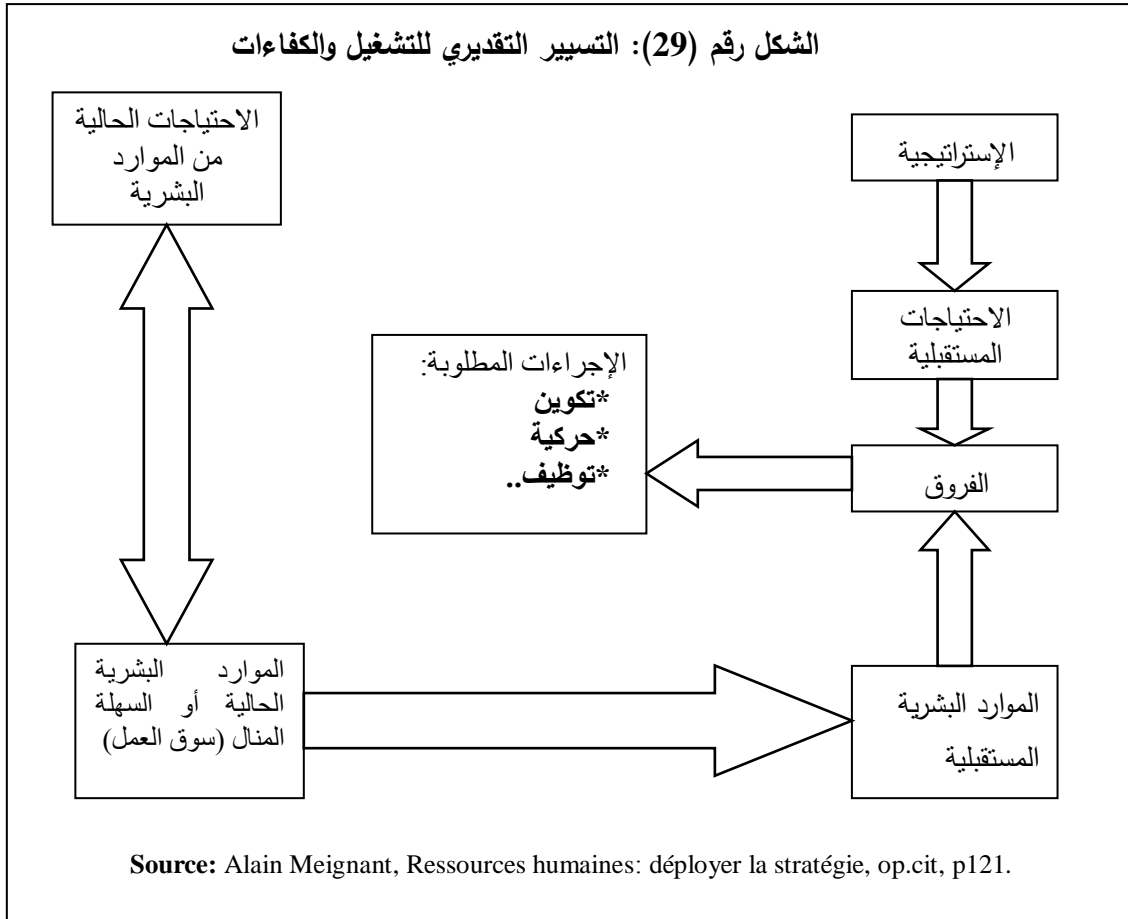 الشكل رقم (29): التسيير التقديري للتشغيل والكفاءات
الإستراتيجية
الاحتياجات الحالية
من الموارد
البشرية
الاحتياجات
المستقبلية
الإجراءات المطلوبة:
*تكوين
*حركية
*توظيف..
الفروق
الموارد البشرية
المستقبلية
الموارد البشرية
الحالية أو السهلة
المنال (سوق العمل)
Source: Alain Meignant, Ressources humaines: déployer la stratégie, op.cit, p121.